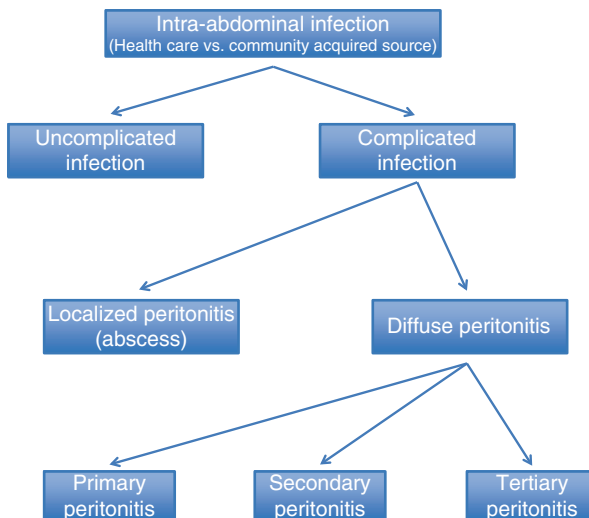 Intra-abdominal infection
(Health care vs. community acquired source)
Uncomplicated
infection
Complicated
infection
Localized peritonitis
(abscess)
Diffuse peritonitis
Primary
peritonitis
Secondary
peritonitis
Tertiary
peritonitis